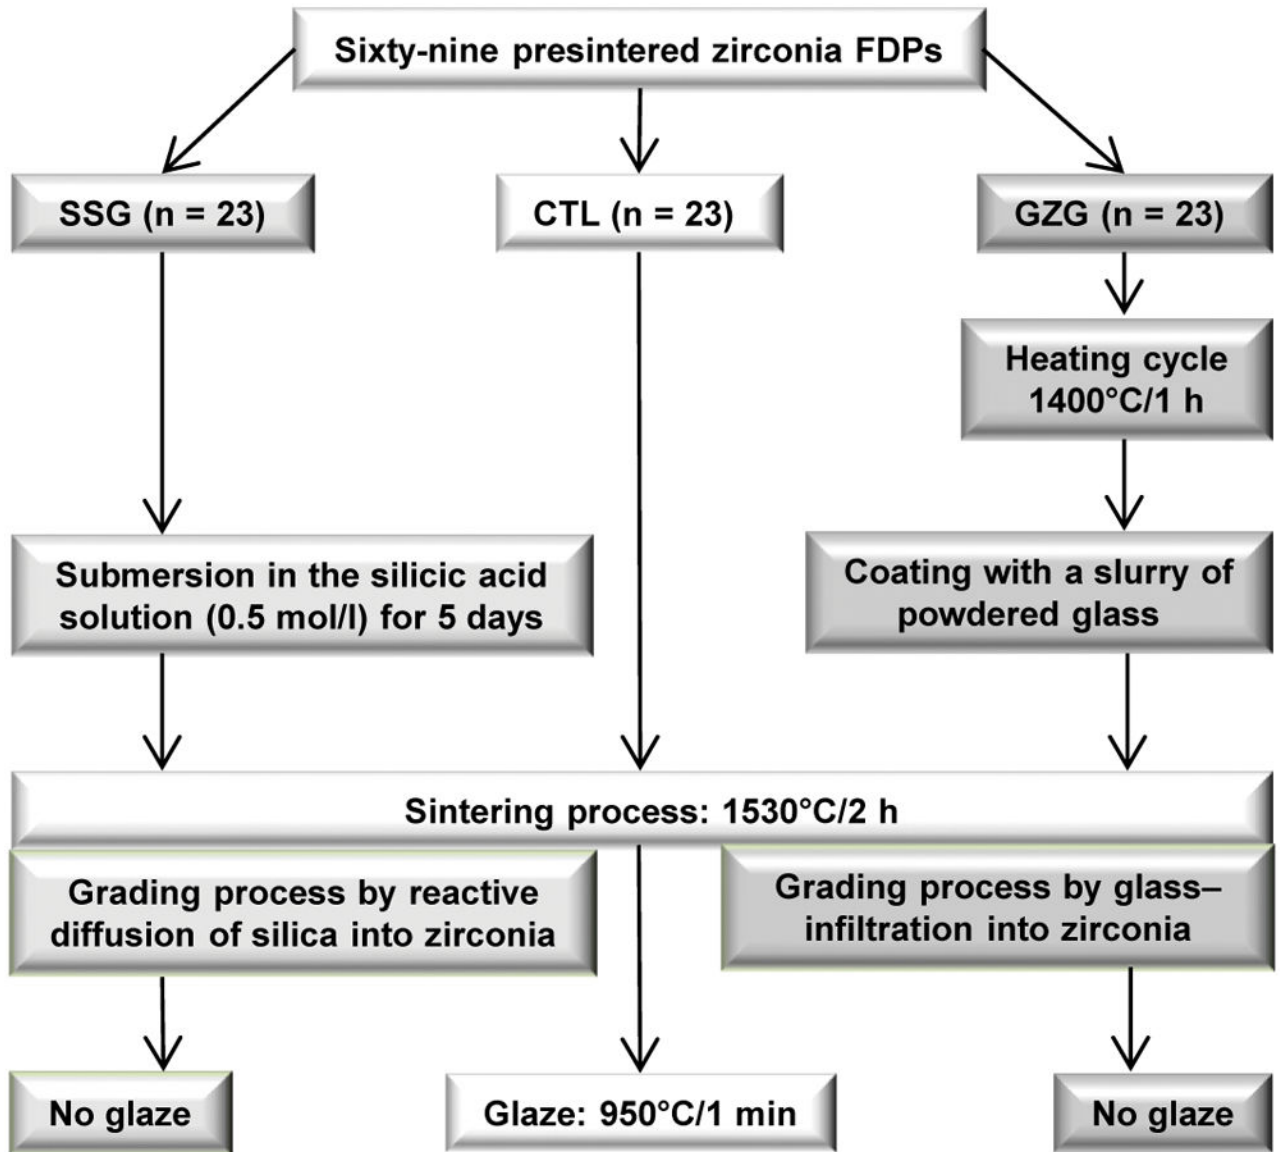 Sixty-nine presintered zirconia FDPs
SSG (n = 23)
CTL (n = 23)
GZG (n = 23)
Heating cycle
1400°C/1 h
Submersion in the silicic acid
solution (0.5 mol/l) for 5 days
Coating with a slurry of
powdered glass
Sintering process: 1530°C/2 h
Grading process by reactive
diffusion of silica into zirconia
Grading process by glass–
infiltration into zirconia
No glaze
Glaze: 950°C/1 min
No glaze